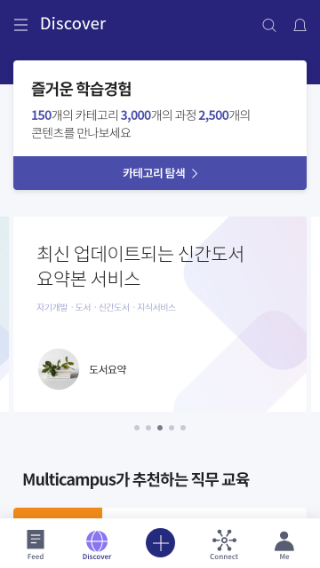 Discover
즐거운 학습경험
150개의 카테고리 3,000개의 과정 2,500개의
콘텐츠를 만나보세요
카테고리 탐색
최신 업데이트되는 신간도서
요약본 서비스
자기개발 · 도서 · 신간도서 · 지식서비스
도서요약
Multicampus가 추천하는 직무 교육
Feed
Discover
Connect
Me